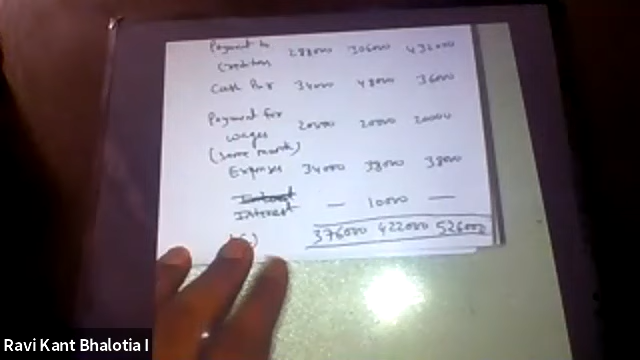 Payment to 288000 306000 432000
Creditors
Cash Pur 34000 48000 36000
Payment for
wages 20000 20000 20000
(same month)
Expenses 34000 38000 38000
Interest — 10000 —
376000 422000 526000
Ravi Kant Bhalotia I